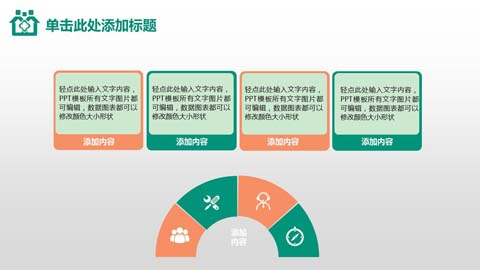 单击此处添加标题
轻点此处输入文字内容，
PPT模板所有文字图片都
可编辑，数据图表都可以
修改颜色大小形状
添加内容
轻点此处输入文字内容，
PPT模板所有文字图片都
可编辑，数据图表都可以
修改颜色大小形状
添加内容
轻点此处输入文字内容，
PPT模板所有文字图片都
可编辑，数据图表都可以
修改颜色大小形状
添加内容
轻点此处输入文字内容，
PPT模板所有文字图片都
可编辑，数据图表都可以
修改颜色大小形状
添加内容
添加
内容